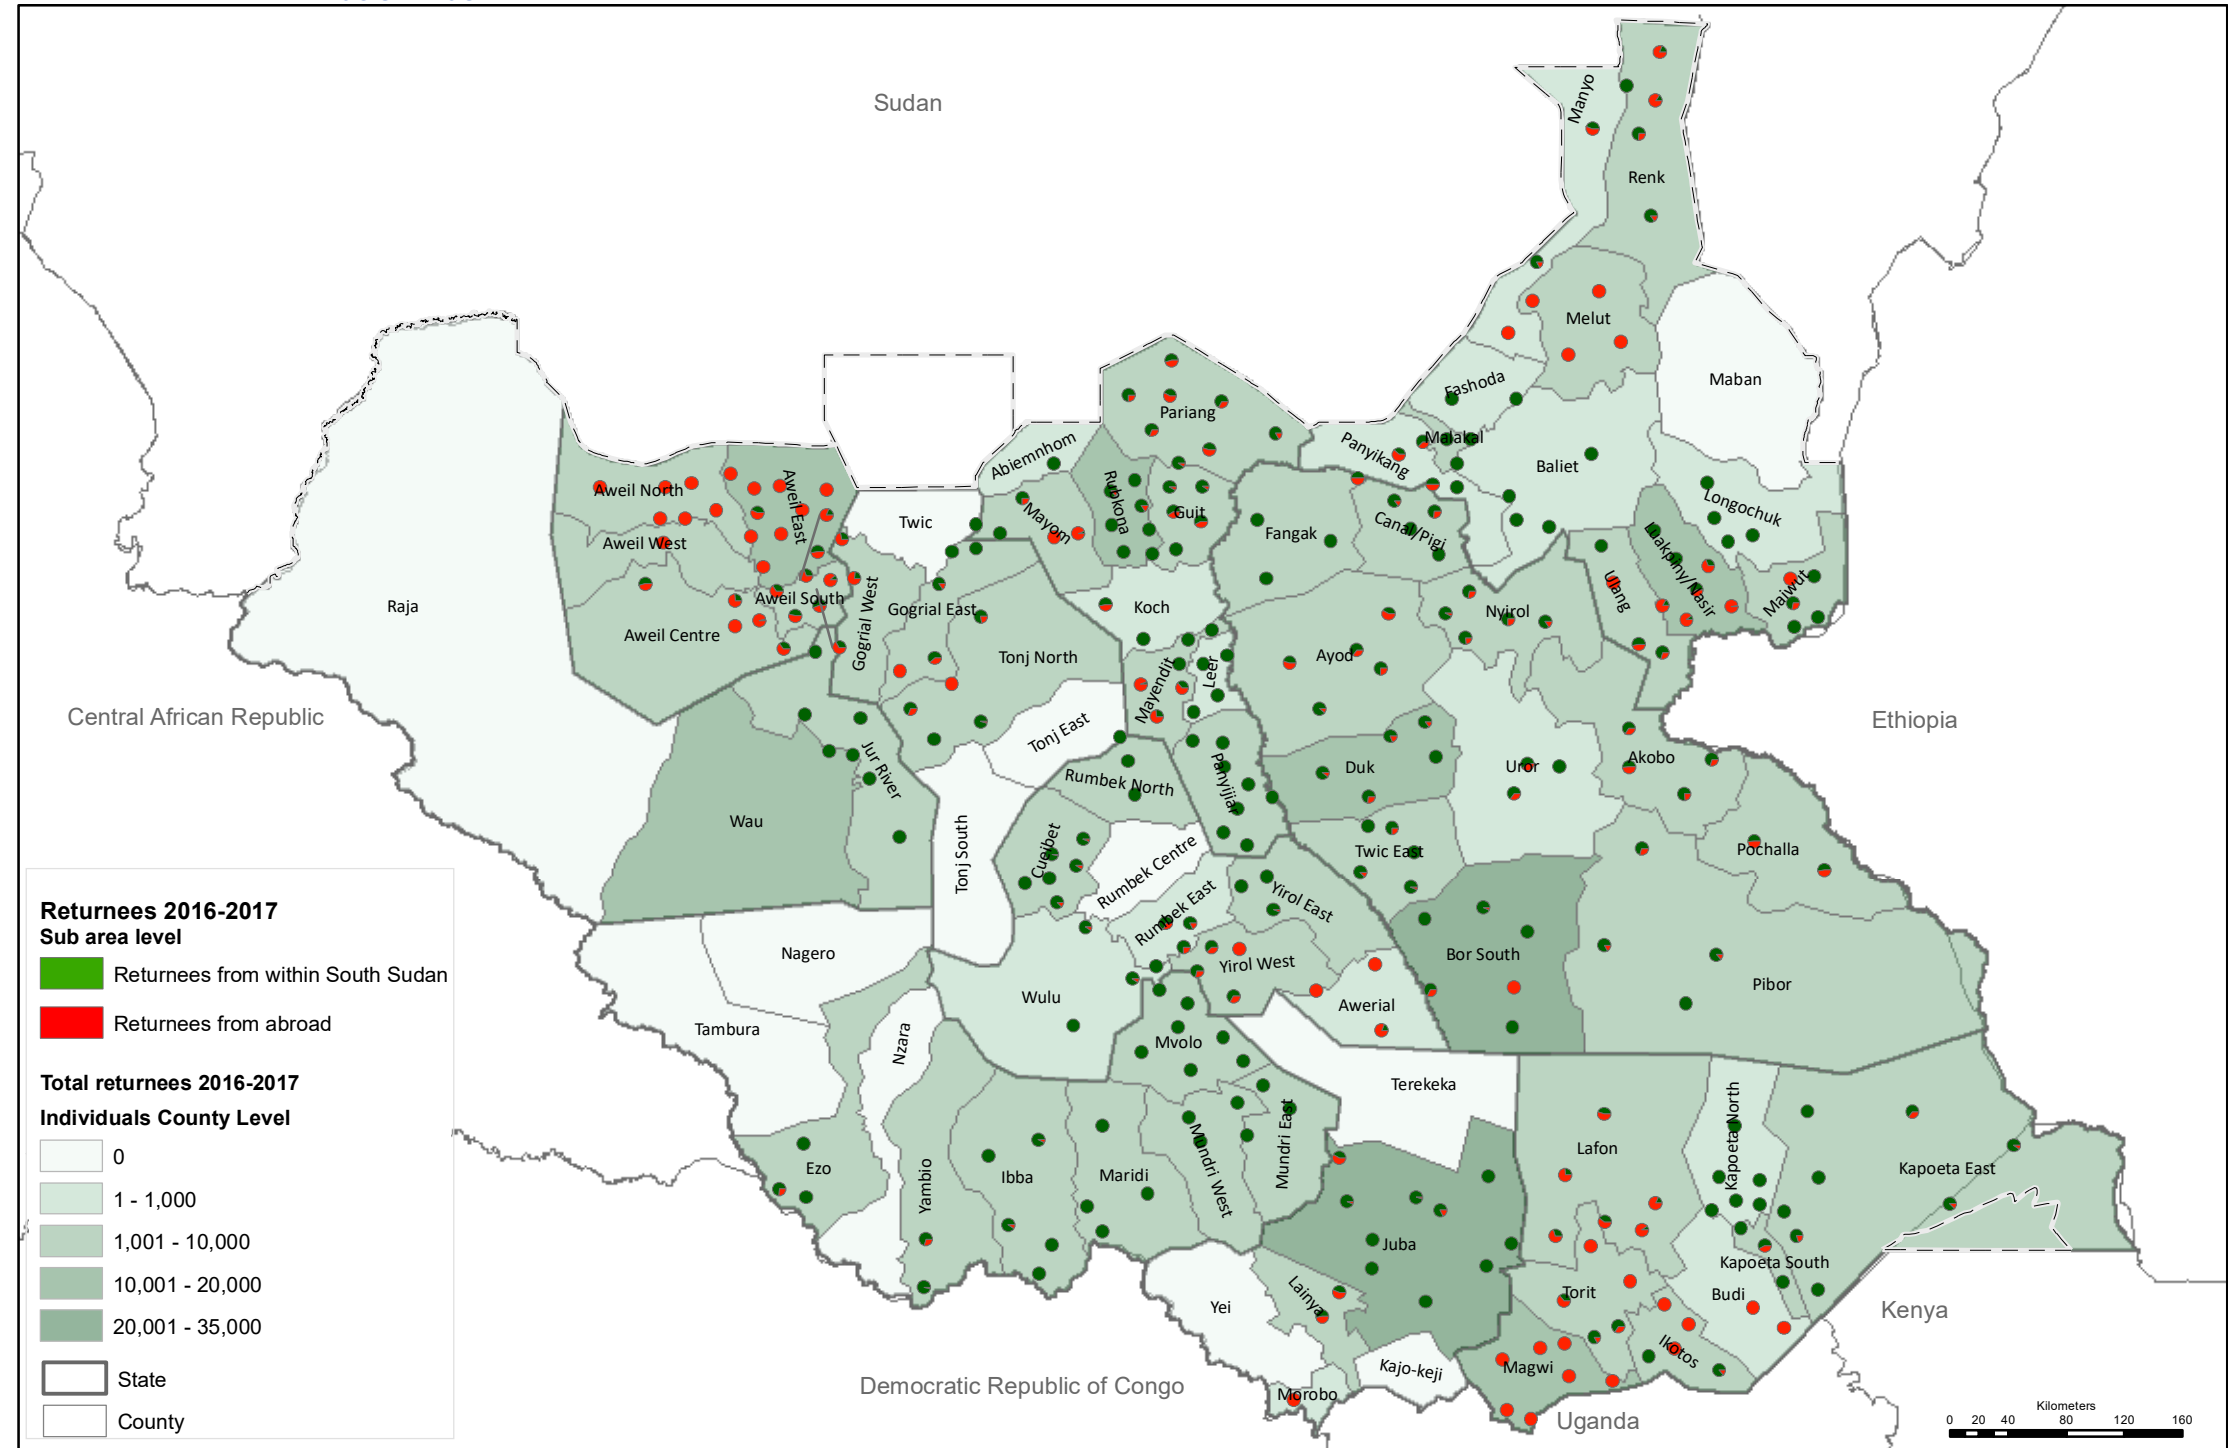 Sudan
Manyo
Renk
Melut
Maban
Fashoda
Pariang
Abiemnhom
Panyikang
Malakal
Baliet
Longochuk
Aweil North
Aweil East
Rubkona
Mayom
Guit
Twic
Fangak
Canal/Pigi
Luakpiny/Nasir
Aweil West
Ulang
Maiwut
Raja
Aweil South
Gogrial West
Gogrial East
Koch
Nyirol
Aweil Centre
Tonj North
Mayendit
Leer
Ayod
Central African Republic
Ethiopia
Tonj East
Jur River
Rumbek North
Panyijiar
Duk
Uror
Akobo
Wau
Tonj South
Cueibet
Rumbek Centre
Twic East
Pochalla
Rumbek East
Yirol East
Yirol West
Bor South
Pibor
Nagero
Wulu
Awerial
Tambura
Nzara
Mvolo
Terekeka
Ezo
Yambio
Ibba
Maridi
Mundri West
Mundri East
Lafon
Kapoeta North
Kapoeta East
Juba
Kapoeta South
Lainya
Torit
Budi
Yei
Kenya
Ikotos
Magwi
Kajo-keji
Morobo
Democratic Republic of Congo
Uganda
Returnees 2016-2017
Sub area level
Returnees from within South Sudan
Returnees from abroad
Total returnees 2016-2017
Individuals County Level
0
1 - 1,000
1,001 - 10,000
10,001 - 20,000
20,001 - 35,000
State
County
Kilometers
0 20 40 80 120 160